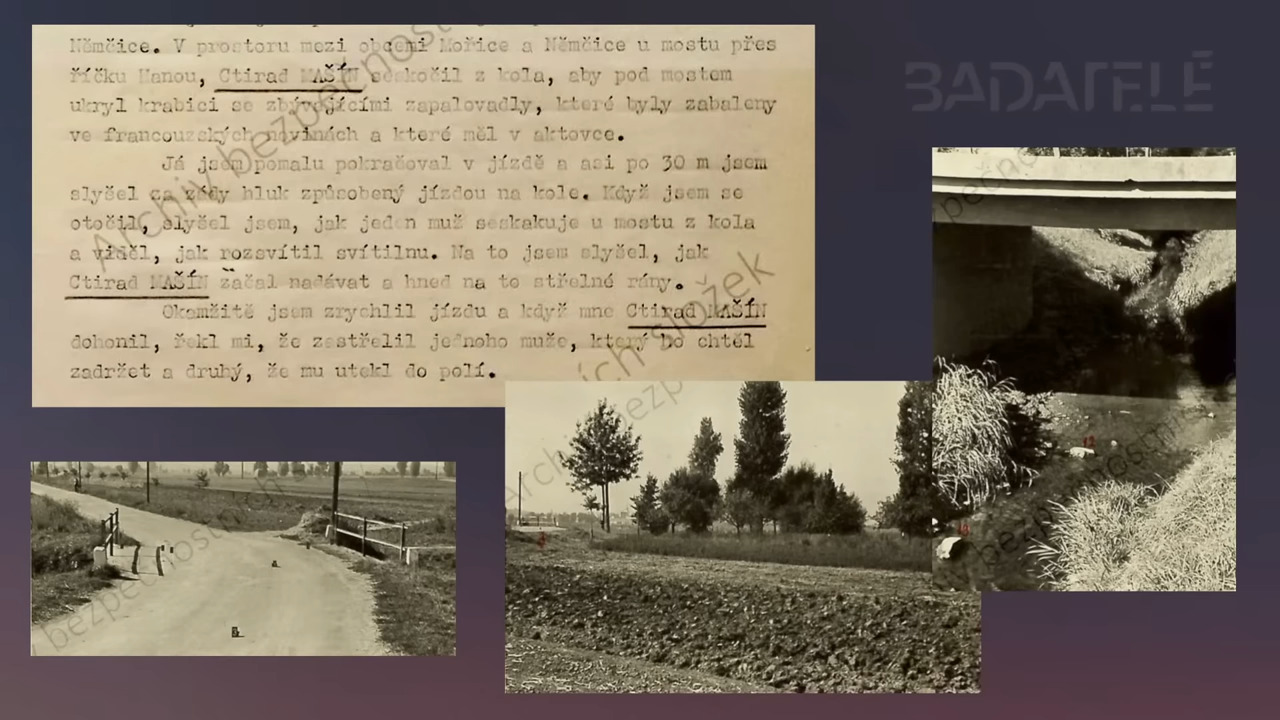 Němčice. V prostoru mezi obcemi Mořice a Němčice u mostu přes
říčku Hanou, Ctirad MAŠÍN seskočil z kola, aby pod mostem
ukryl krabici se zbývajícími zapalovadly, které byly zabaleny
ve francouzských novinách a které měl v aktovce.
Já jsem pomalu pokračoval v jízdě a asi po 30 m jsem
slyšel za zády hluk způsobený jízdou na kole. Když jsem se
otočil, slyšel jsem, jak jeden muž seskakuje u mostu z kola
a viděl, jak rozsvítil svítilnu. Na to jsem slyšel, jak
Ctirad MAŠÍN začal nadávat a hned na to střelné rány.
Okamžitě jsem zrychlil jízdu a když mne Ctirad MAŠÍN
dohonil, řekl mi, že zastřelil jednoho muže, který ho chtěl
zadržet a druhý, že mu utekl do polí.
Archiv bezpečnostních složek
BADATELÉ
12